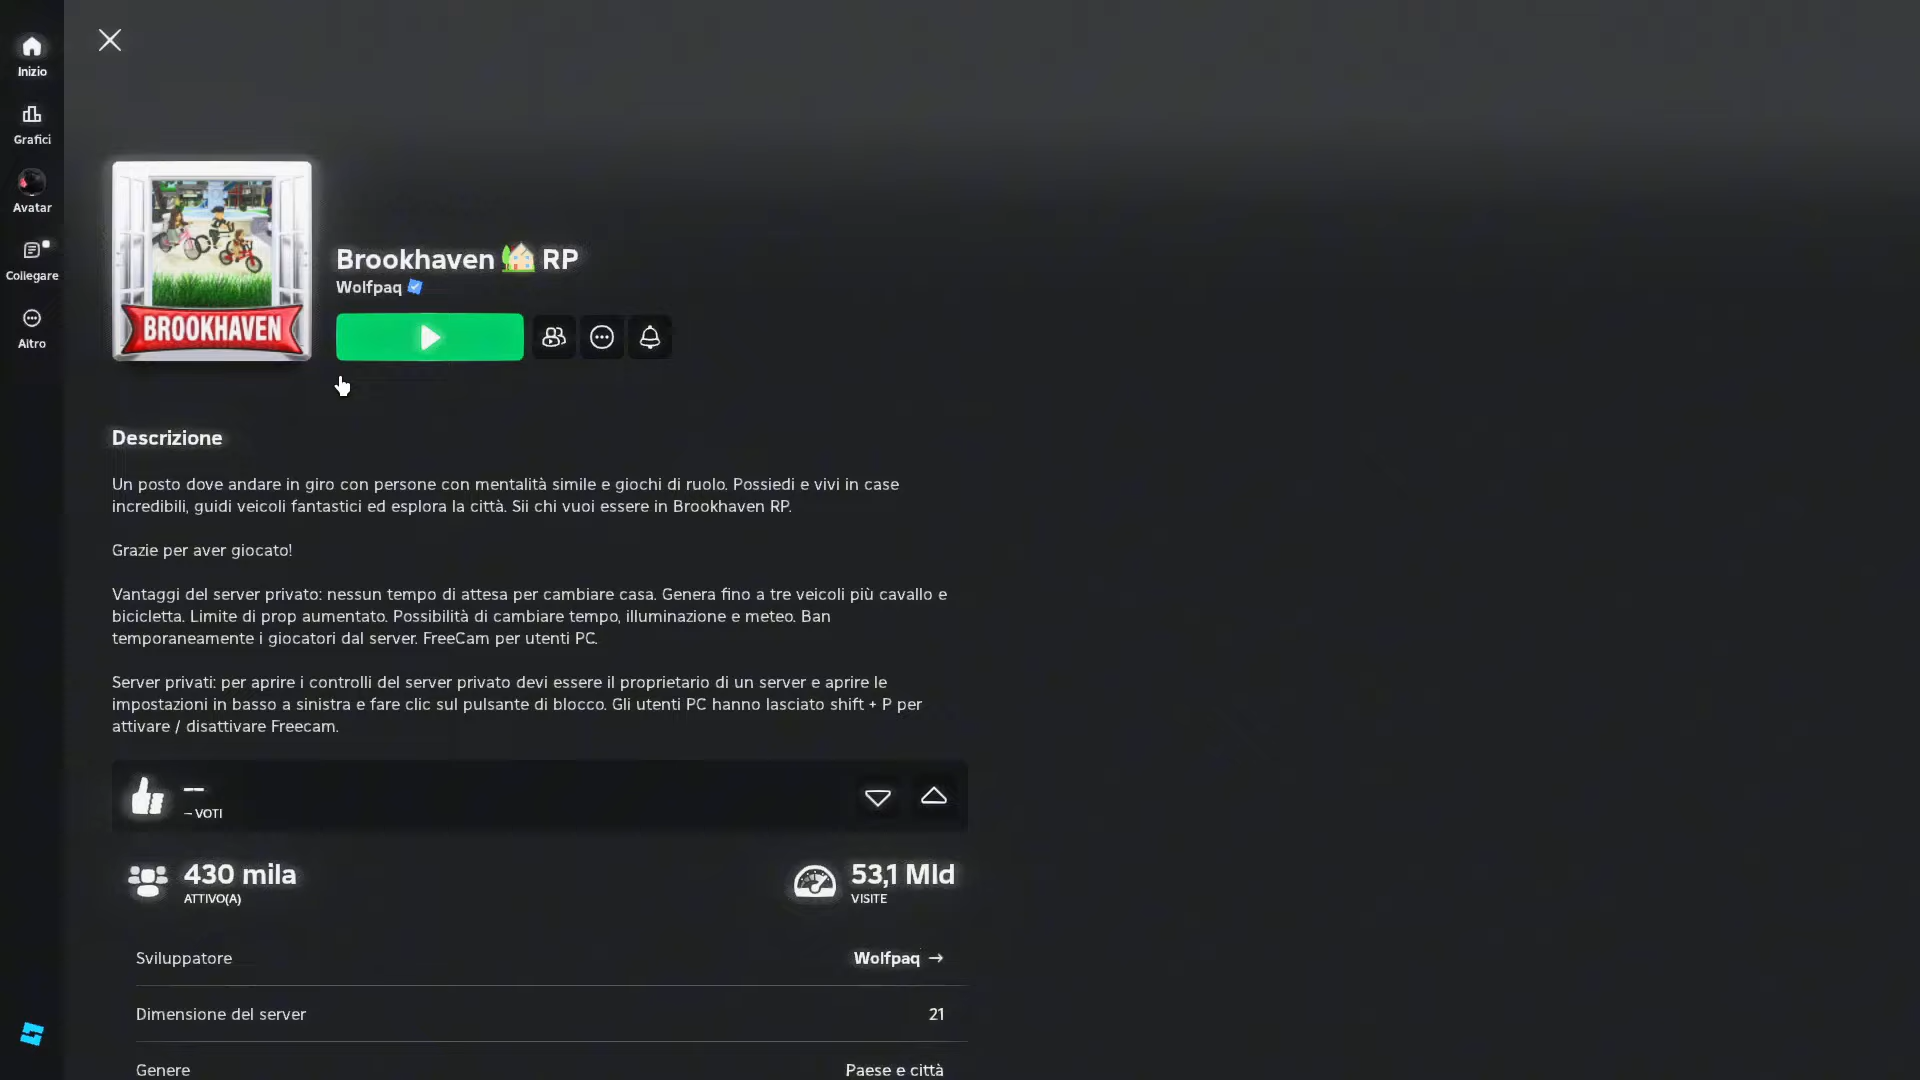 Inizio
Grafici
Avatar
Collegare
Altro
BROOKHAVEN
Brookhaven 🏡 RP
Wolfpaq
Descrizione
Un posto dove andare in giro con persone con mentalità simile e giochi di ruolo. Possiedi e vivi in case
incredibili, guidi veicoli fantastici ed esplora la città. Sii chi vuoi essere in Brookhaven RP.
Grazie per aver giocato!
Vantaggi del server privato: nessun tempo di attesa per cambiare casa. Genera fino a tre veicoli più cavallo e
bicicletta. Limite di prop aumentato. Possibilità di cambiare tempo, illuminazione e meteo. Ban
temporaneamente i giocatori dal server. FreeCam per utenti PC.
Server privati: per aprire i controlli del server privato devi essere il proprietario di un server e aprire le
impostazioni in basso a sinistra e fare clic sul pulsante di blocco. Gli utenti PC hanno lasciato shift + P per
attivare / disattivare Freecam.
--
-- VOTI
430 mila
ATTIVO(A)
53,1 Mld
VISITE
Sviluppatore
Wolfpaq →
Dimensione del server
21
Genere
Paese e città